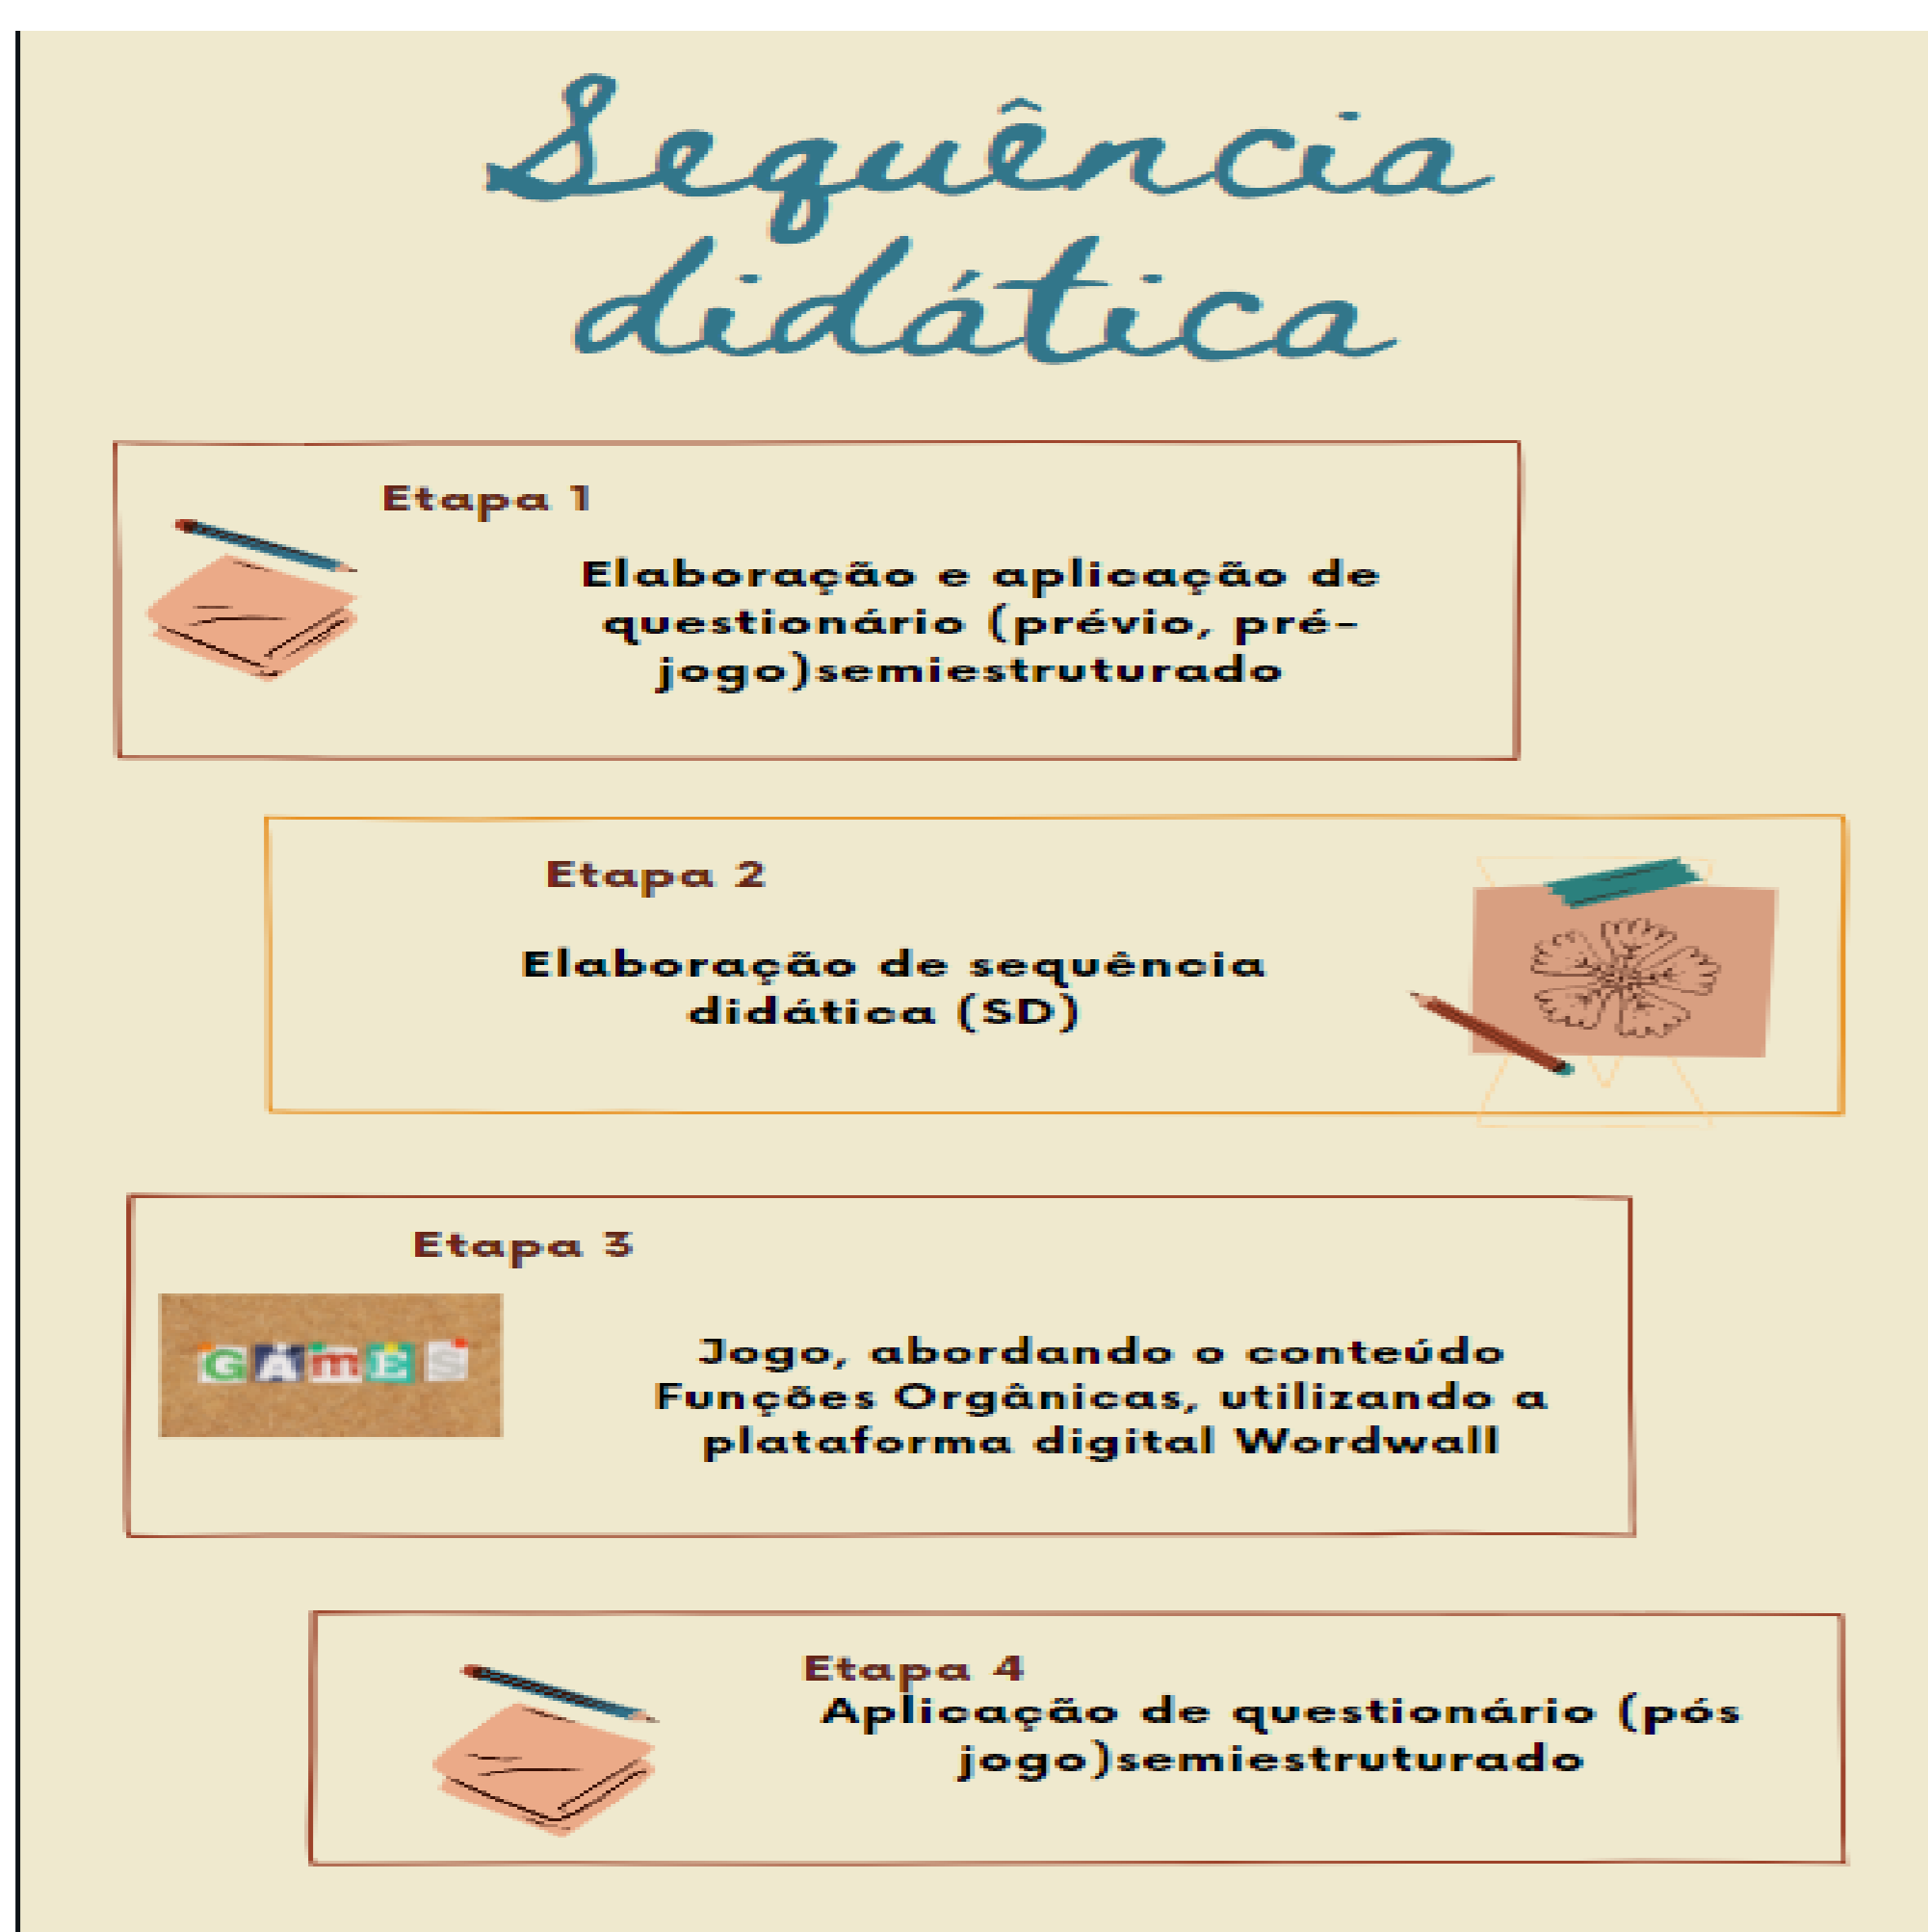 Sequência
didática
Etapa 1
Elaboração e aplicação de
questionário (prévio, pré-
jogo)semiestruturado
Etapa 2
Elaboração de sequência
didática (SD)
Etapa 3
GAmES
Jogo, abordando o conteúdo
Funções Orgânicas, utilizando a
plataforma digital Wordwall
Etapa 4
Aplicação de questionário (pós
jogo)semiestruturado